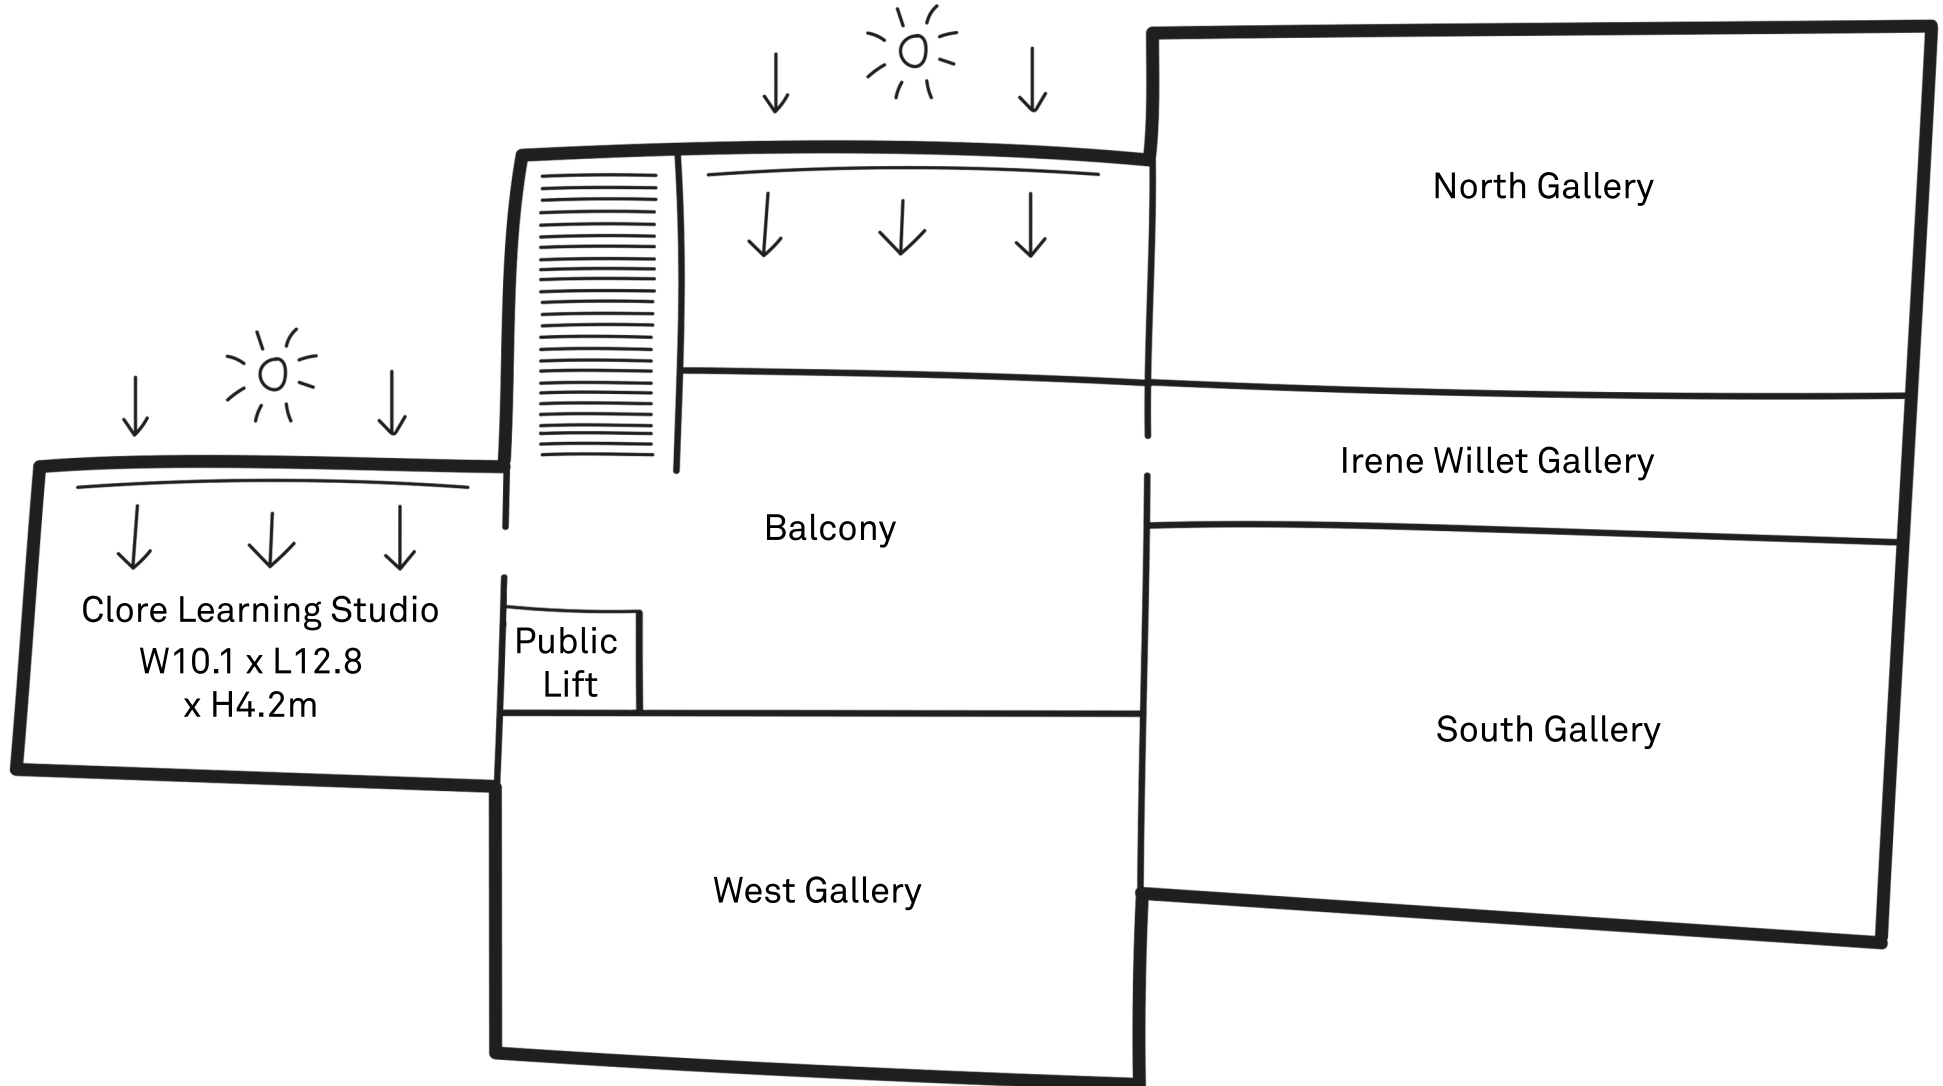 North Gallery
Irene Willet Gallery
Balcony
Clore Learning Studio
W10.1 x L12.8
x H4.2m
Public
Lift
South Gallery
West Gallery